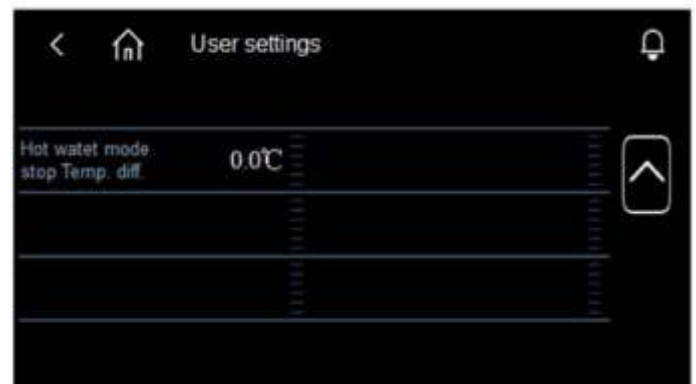 User settings
Hot watet mode 0.0℃
stop Temp. diff.